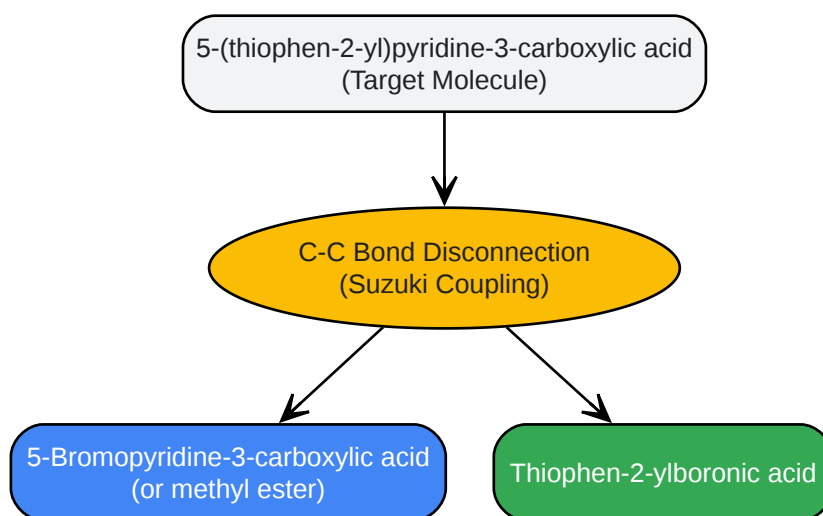 5-(thiophen-2-yl)pyridine-3-carboxylic acid
(Target Molecule)
C-C Bond Disconnection
(Suzuki Coupling)
5-Bromopyridine-3-carboxylic acid
(or methyl ester)
Thiophen-2-ylboronic acid